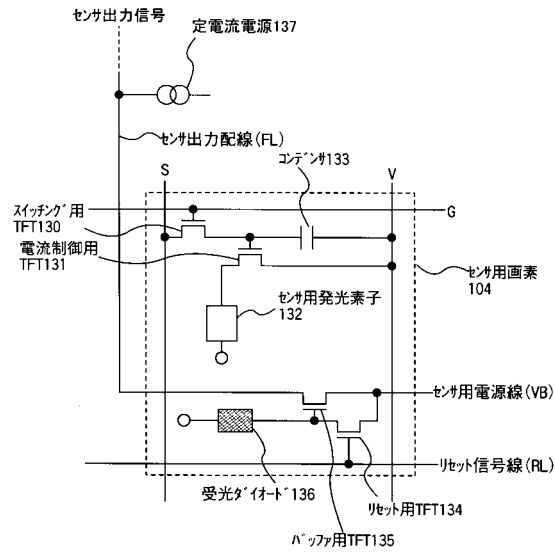 センサ出力信号
定電流電源137
センサ出力配線(FL)
コンデンサ133
S
V
スイッチング用
TFT130
G
電流制御用
TFT131
センサ用画素
104
センサ用発光素子
132
センサ用電源線(VB)
リセット信号線(RL)
受光ダイオード136
リセット用TFT134
バッファ用TFT135